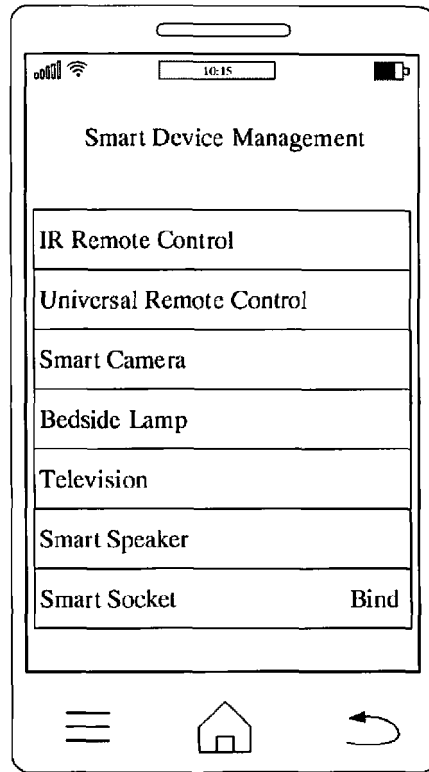 10:15
Smart Device Management
IR Remote Control
Universal Remote Control
Smart Camera
Bedside Lamp
Television
Smart Speaker
Smart Socket Bind